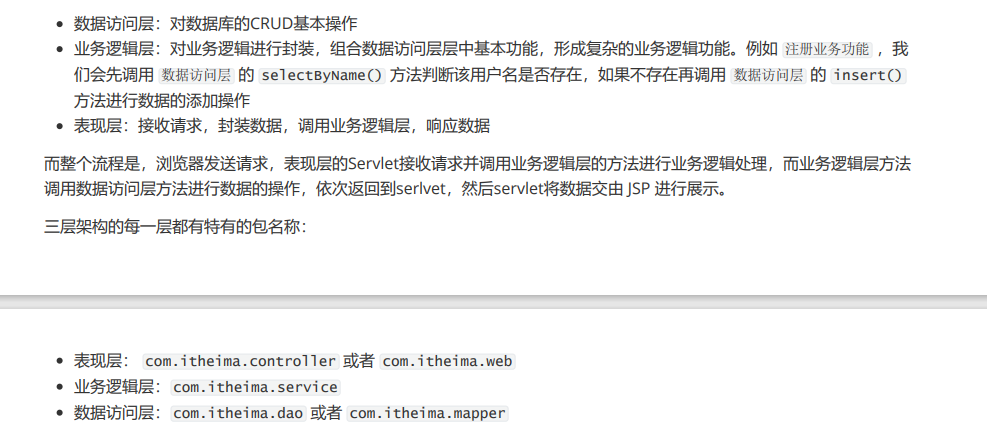 • 数据访问层：对数据库的CRUD基本操作
• 业务逻辑层：对业务逻辑进行封装，组合数据访问层层中基本功能，形成复杂的业务逻辑功能。例如 注册业务功能 ，我
们会先调用 数据访问层 的 selectByName() 方法判断该用户名是否存在，如果不存在再调用 数据访问层 的 insert()
方法进行数据的添加操作
• 表现层：接收请求，封装数据，调用业务逻辑层，响应数据
而整个流程是，浏览器发送请求，表现层的Servlet接收请求并调用业务逻辑层的方法进行业务逻辑处理，而业务逻辑层方法
调用数据访问层方法进行数据的操作，依次返回到serlvet，然后servlet将数据交由 JSP 进行展示。
三层架构的每一层都有特有的包名称：
• 表现层： com.itheima.controller 或者 com.itheima.web
• 业务逻辑层：com.itheima.service
• 数据访问层：com.itheima.dao 或者 com.itheima.mapper